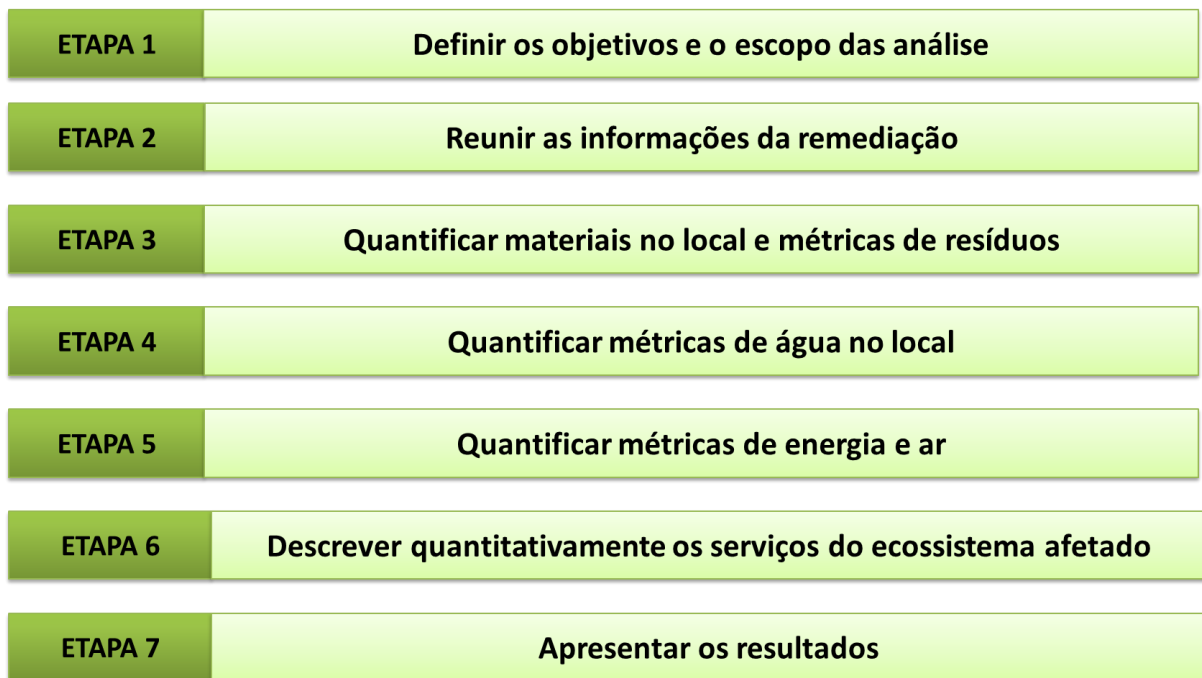 ETAPA 1 Definir os objetivos e o escopo das análise
ETAPA 2 Reunir as informações da remediação
ETAPA 3 Quantificar materiais no local e métricas de resíduos
ETAPA 4 Quantificar métricas de água no local
ETAPA 5 Quantificar métricas de energia e ar
ETAPA 6 Descrever quantitativamente os serviços do ecossistema afetado
ETAPA 7 Apresentar os resultados